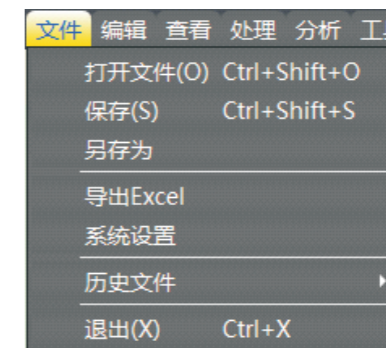 文件 编辑 查看 处理 分析
打开文件(O) Ctrl+Shift+O
保存(S) Ctrl+Shift+S
另存为
导出Excel
系统设置
历史文件
退出(X) Ctrl+X